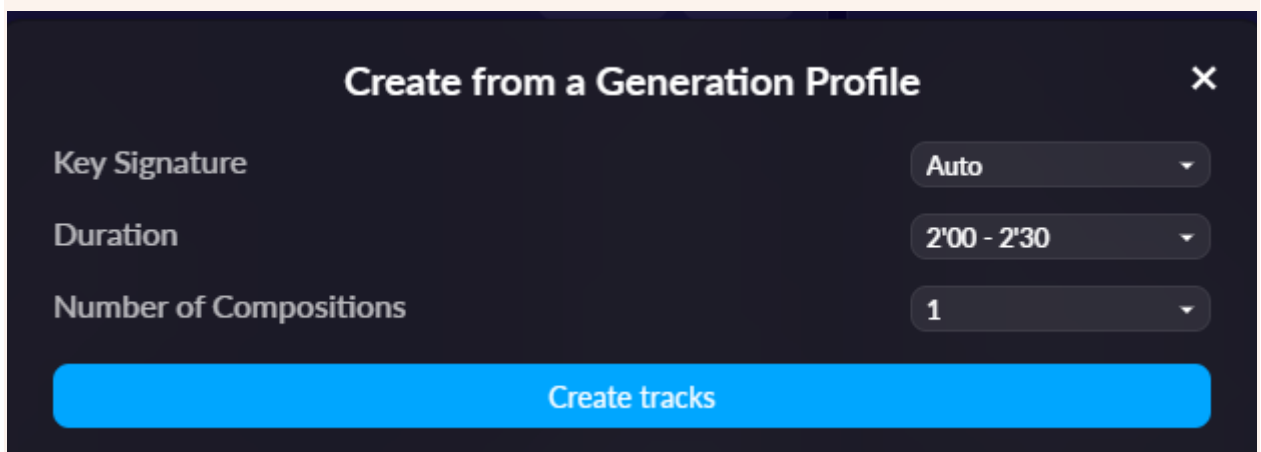 Create from a Generation Profile
Key Signature
Auto
Duration
2'00 - 2'30
Number of Compositions
1
Create tracks